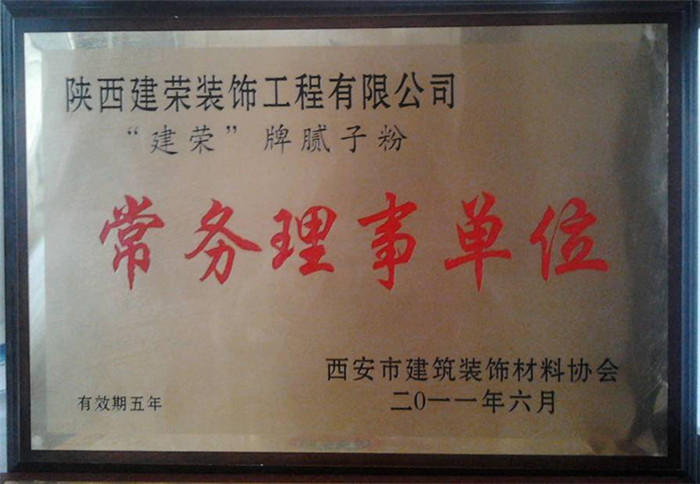 陕西建荣装饰工程有限公司
“建荣”牌腻子粉
常务理事单位
西安市建筑装饰材料协会
有效期五年
二0一一年六月